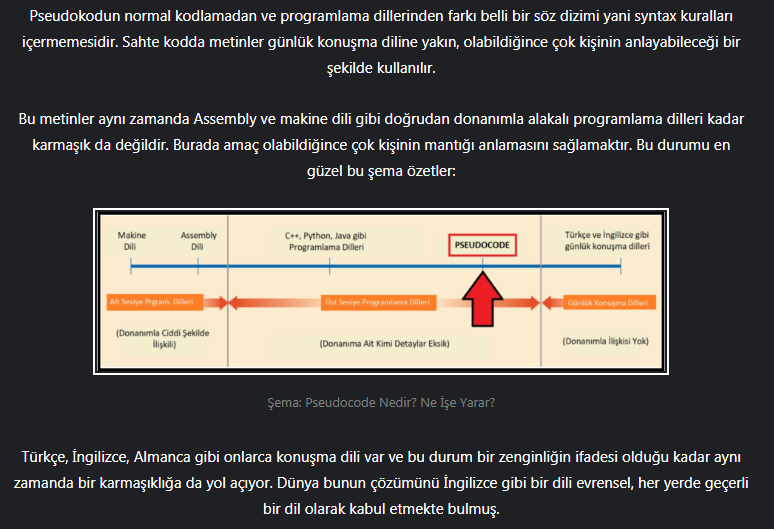 Pseudokodun normal kodlamadan ve programlama dillerinden farkı belli bir söz dizimi yani syntax kuralları
içermemesidir. Sahte kodda metinler günlük konuşma diline yakın, olabildiğince çok kişinin anlayabileceği bir
şekilde kullanılır.
Bu metinler aynı zamanda Assembly ve makine dili gibi doğrudan donanımla alakalı programlama dilleri kadar
karmaşık da değildir. Burada amaç olabildiğince çok kişinin mantığı anlamasını sağlamaktır. Bu durumu en
güzel bu şema özetler:
Makine
Dili
Assembly
Dili
C++, Python, Java gibi
Programlama Dilleri
PSEUDOCODE
Türkçe ve İngilizce gibi
günlük konuşma dilleri
Alt Seviye Prgram. Dilleri
Üst Seviye Programlama Dilleri
Günlük Konuşma Dilleri
(Donanımla Ciddi Şekilde
İlişkili)
(Donanıma Ait Kimi Detaylar Eksik)
(Donanımla İlişkisi Yok)
Şema: Pseudocode Nedir? Ne İşe Yarar?
Türkçe, İngilizce, Almanca gibi onlarca konuşma dili var ve bu durum bir zenginliğin ifadesi olduğu kadar aynı
zamanda bir karmaşıklığa da yol açıyor. Dünya bunun çözümünü İngilizce gibi bir dili evrensel, her yerde geçerli
bir dil olarak kabul etmekte bulmuş.